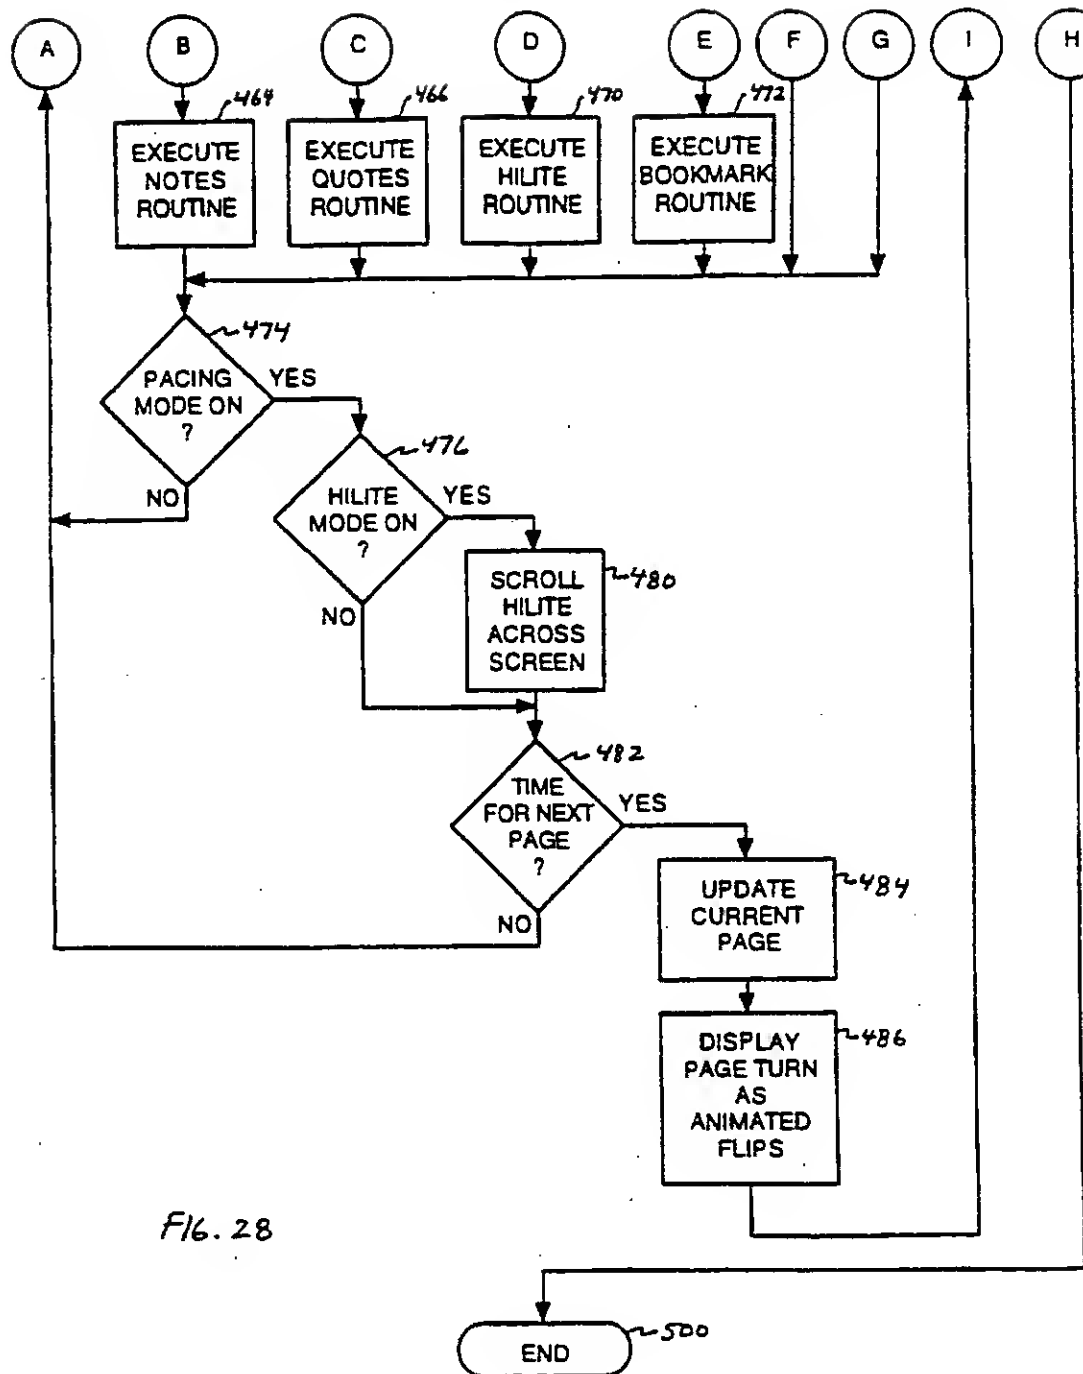 A B C D E F G I H
464 466 470 472
EXECUTE
NOTES
ROUTINE
EXECUTE
QUOTES
ROUTINE
EXECUTE
HILITE
ROUTINE
EXECUTE
BOOKMARK
ROUTINE
474
PACING
MODE ON
?
YES
NO
476
HILITE
MODE ON
?
YES
NO
480
SCROLL
HILITE
ACROSS
SCREEN
482
TIME
FOR NEXT
PAGE
?
YES
NO
484
UPDATE
CURRENT
PAGE
486
DISPLAY
PAGE TURN
AS
ANIMATED
FLIPS
FIG. 28
500
END